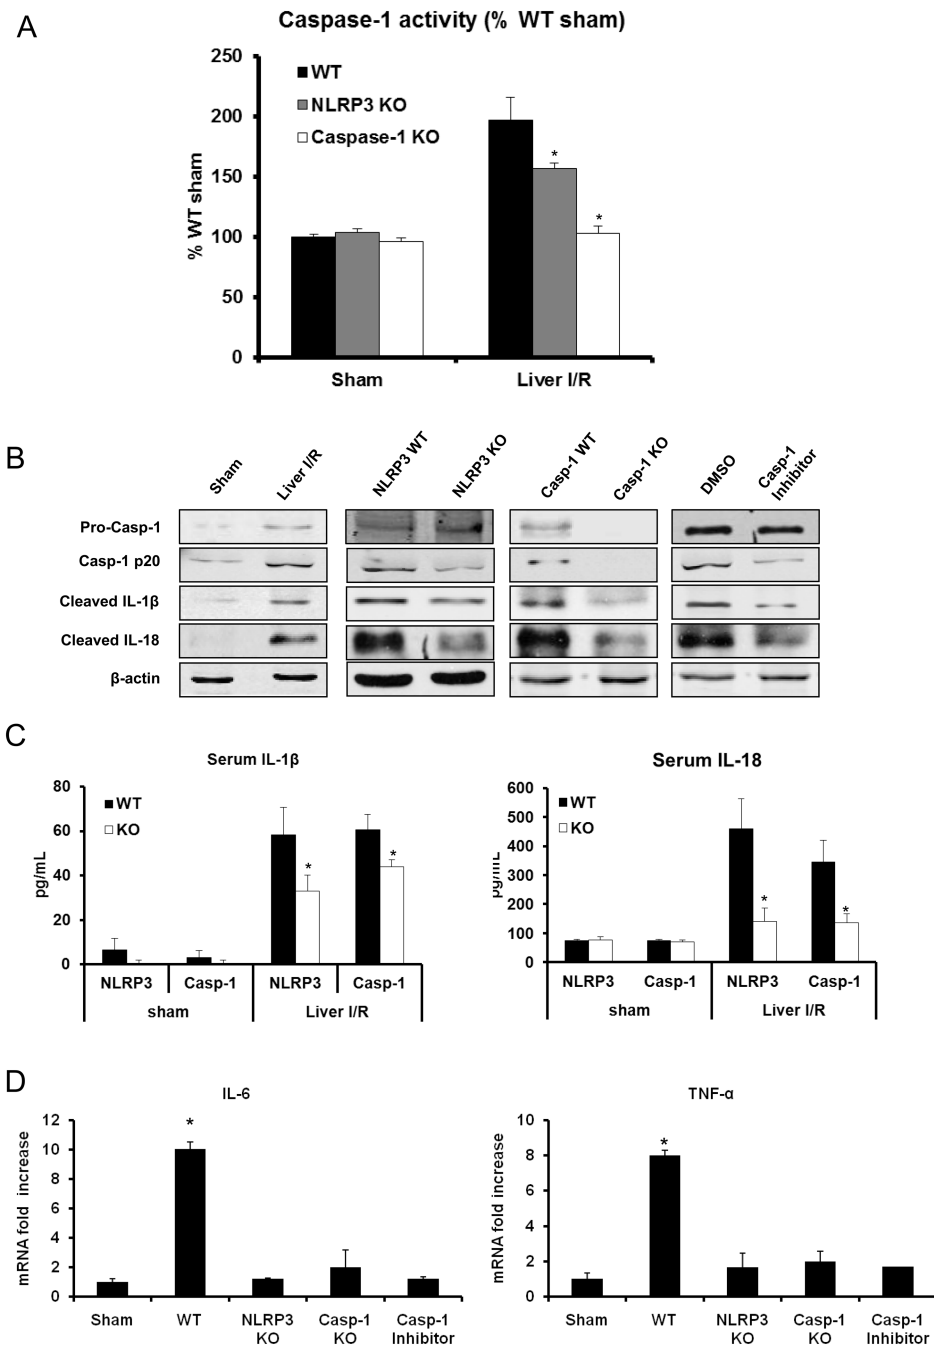 A
Caspase-1 activity (% WT sham)
250
200
150
100
50
0
% WT sham
WT
NLRP3 KO
Caspase-1 KO
*
*
Sham
Liver I/R
B
Sham
Liver I/R
NLRP3 WT
NLRP3 KO
Casp-1 WT
Casp-1 KO
DMSO
Casp-1
Inhibitor
Pro-Casp-1
Casp-1 p20
Cleaved IL-1β
Cleaved IL-18
β-actin
C
Serum IL-1β
80
60
40
20
0
pg/mL
WT
KO
*
*
NLRP3
Casp-1
NLRP3
Casp-1
sham
Liver I/R
Serum IL-18
600
500
400
300
200
100
0
pg/mL
WT
KO
*
*
NLRP3
Casp-1
NLRP3
Casp-1
sham
Liver I/R
D
IL-6
12
10
8
6
4
2
0
mRNA fold increase
*
Sham
WT
NLRP3
KO
Casp-1
KO
Casp-1
Inhibitor
TNF-α
10
8
6
4
2
0
mRNA fold increase
*
Sham
WT
NLRP3
KO
Casp-1
KO
Casp-1
Inhibitor